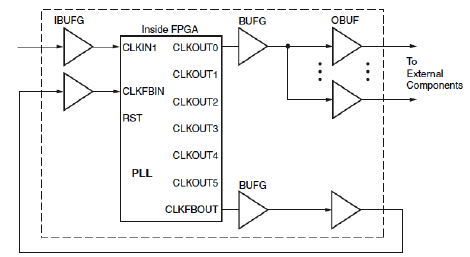 IBUFG
Inside FPGA
BUFG
OBUF
CLKIN1 CLKOUT0
To
External
Components
CLKOUT1
CLKFBIN
CLKOUT2
RST
CLKOUT3
CLKOUT4
PLL
CLKOUT5
BUFG
CLKFBOUT